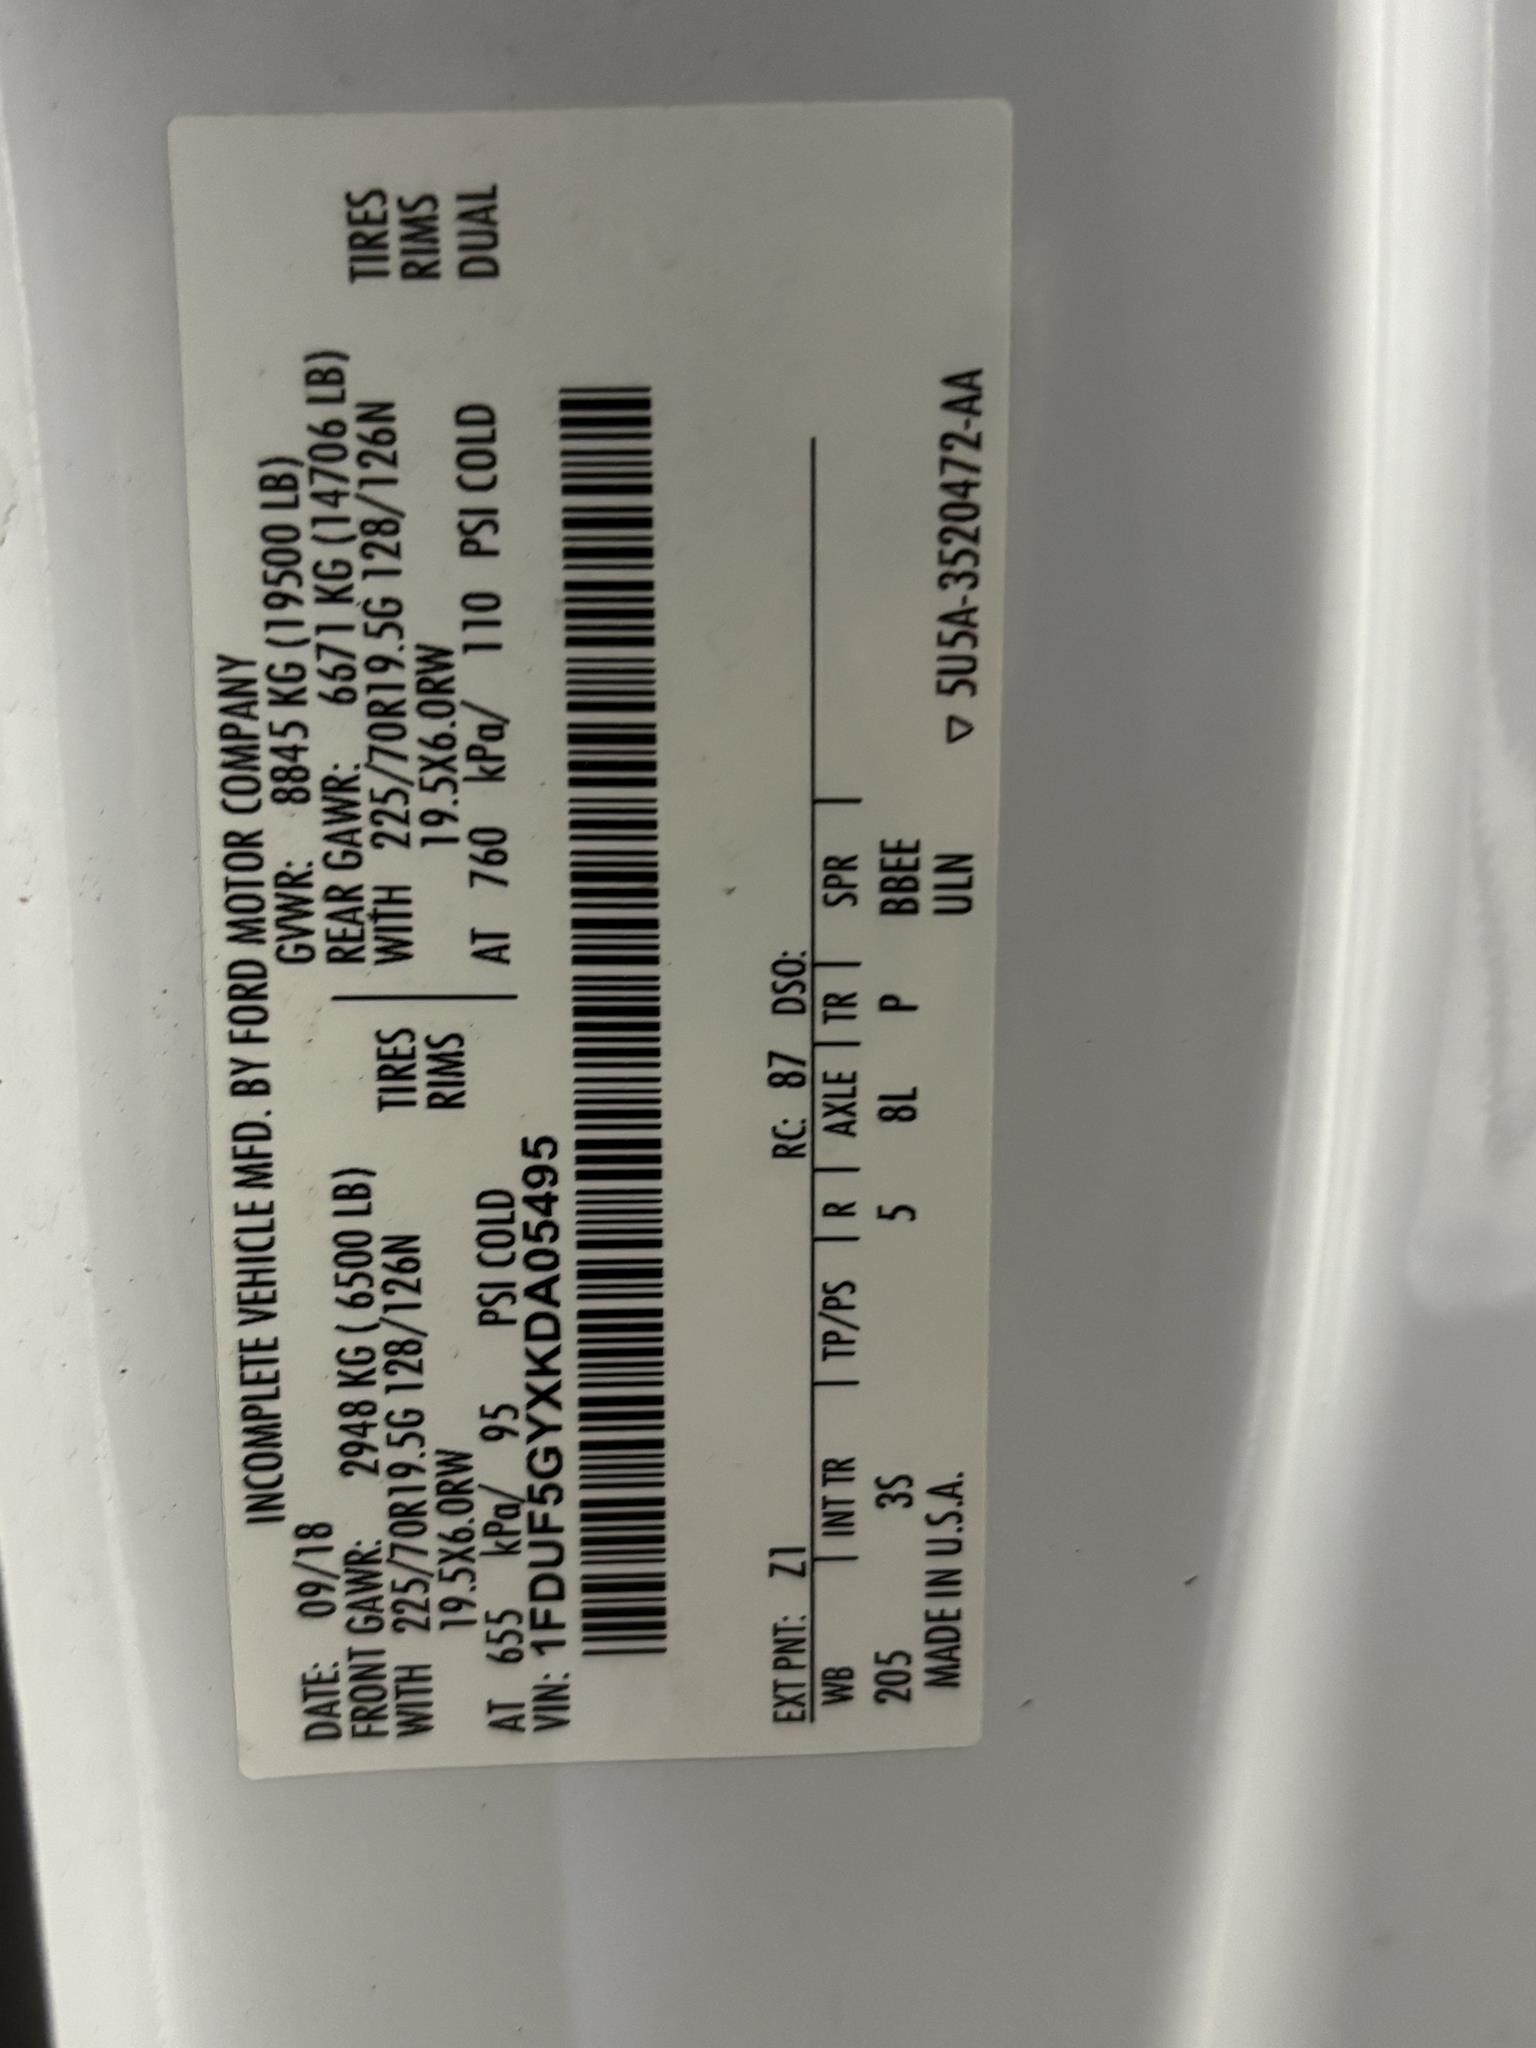 INCOMPLETE VEHICLE MFD. BY FORD MOTOR COMPANY
DATE: 09/18 GVWR: 8845 KG (19500 LB)
FRONT GAWR: 2948 KG ( 6500 LB) REAR GAWR: 6671 KG (14706 LB)
WITH 225/70R19.5G 128/126N TIRES WITH 225/70R19.5G 128/126N TIRES
19.5X6.0RW RIMS 19.5X6.0RW RIMS
AT 655 kPa/ 95 PSI COLD AT 760 kPa/ 110 PSI COLD DUAL
VIN: 1FDUF5GYXKDA05495
EXT PNT: Z1 RC: 87 DSO:
WB | INT TR | TP/PS | R | AXLE | TR | SPR |
205 3S 5 8L P BBEE
MADE IN U.S.A. ULN ▽ 5U5A-3520472-AA